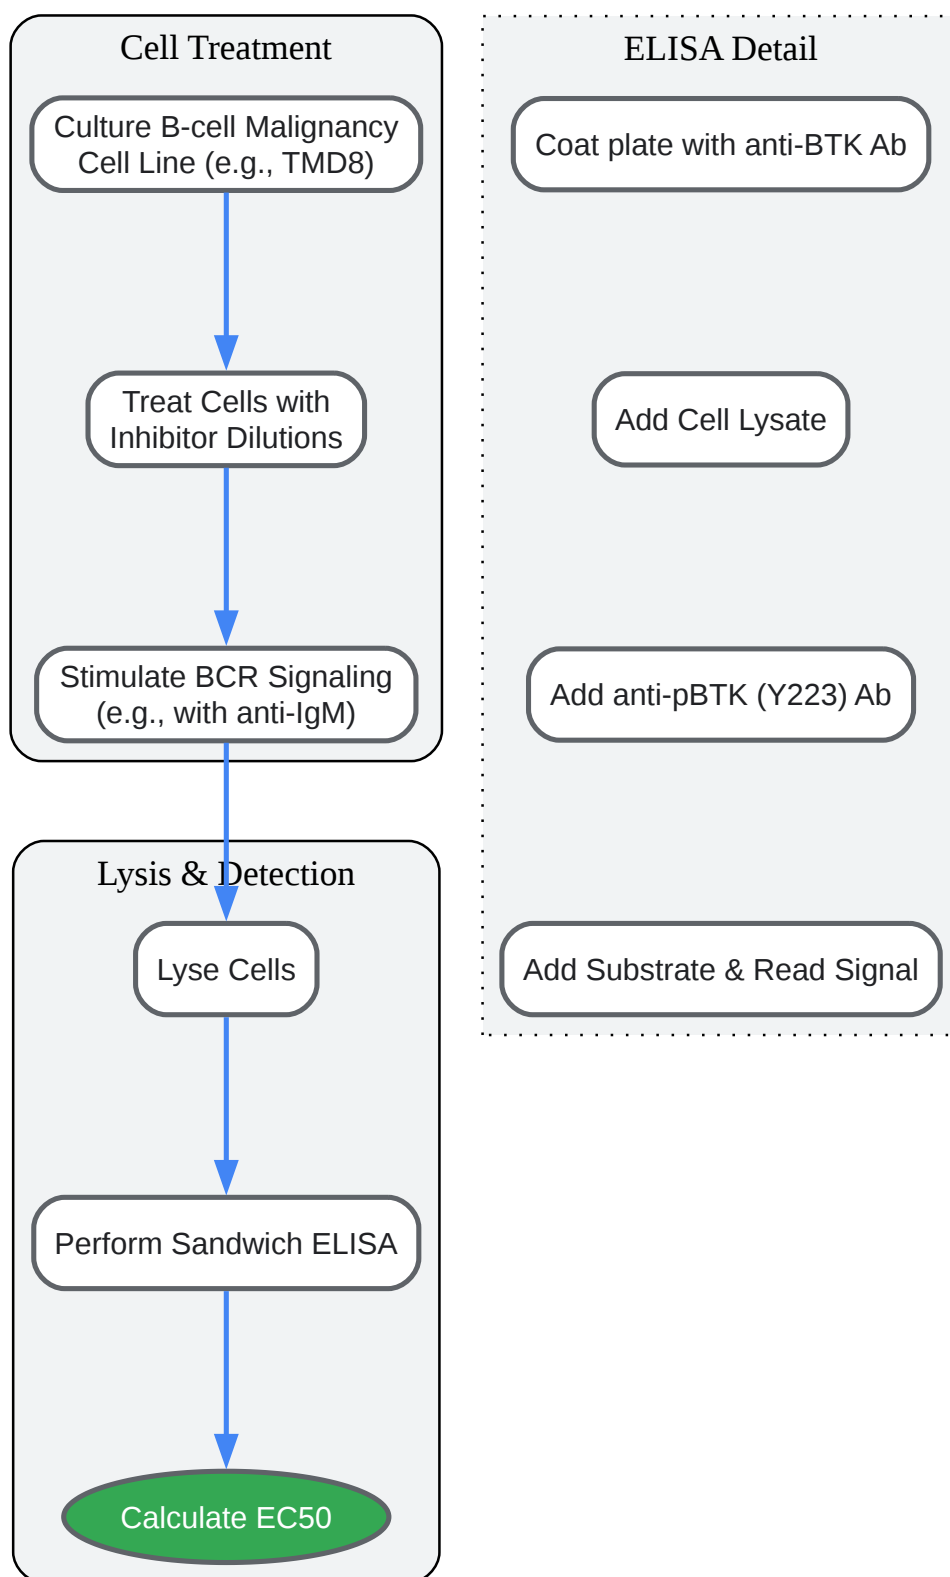 Cell Treatment
Culture B-cell Malignancy
Cell Line (e.g., TMD8)
Treat Cells with
Inhibitor Dilutions
Stimulate BCR Signaling
(e.g., with anti-IgM)
Lysis & Detection
Lyse Cells
Perform Sandwich ELISA
Calculate EC50
ELISA Detail
Coat plate with anti-BTK Ab
Add Cell Lysate
Add anti-pBTK (Y223) Ab
Add Substrate & Read Signal